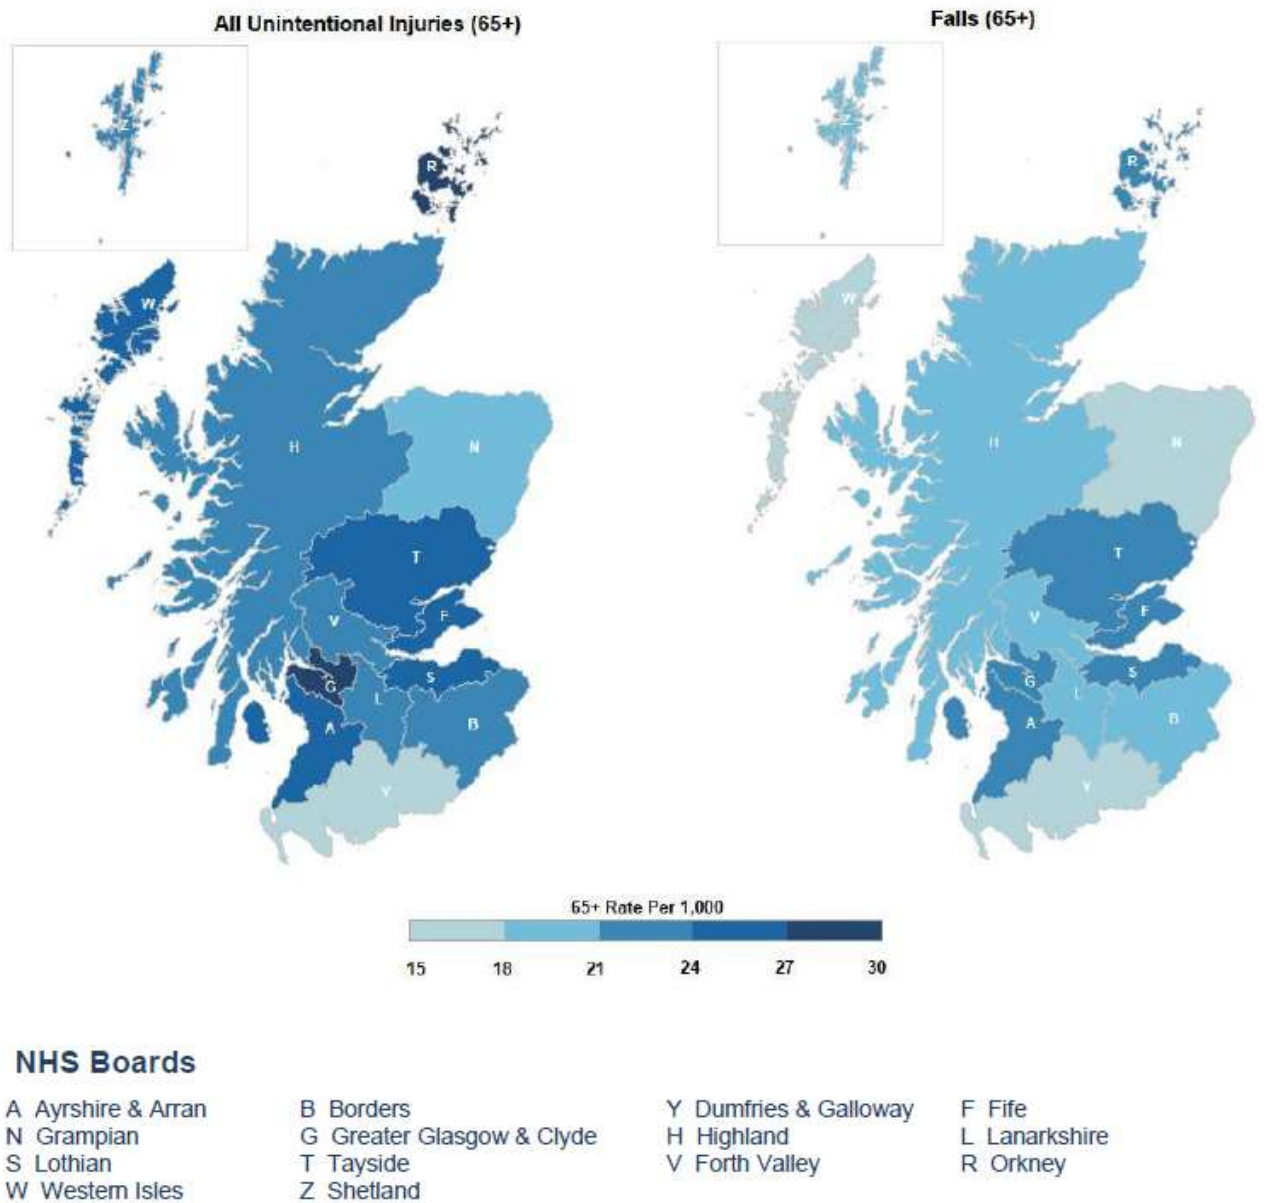 All Unintentional Injuries (65+)
Falls (65+)
Z
R
W
H
N
T
F
V
G
S
L
A
B
Y
Z
R
W
H
N
T
F
V
G
S
L
A
B
Y
65+ Rate Per 1,000
15 18 21 24 27 30
NHS Boards
A Ayrshire & Arran
N Grampian
S Lothian
W Western Isles
B Borders
G Greater Glasgow & Clyde
T Tayside
Z Shetland
Y Dumfries & Galloway
H Highland
V Forth Valley
F Fife
L Lanarkshire
R Orkney